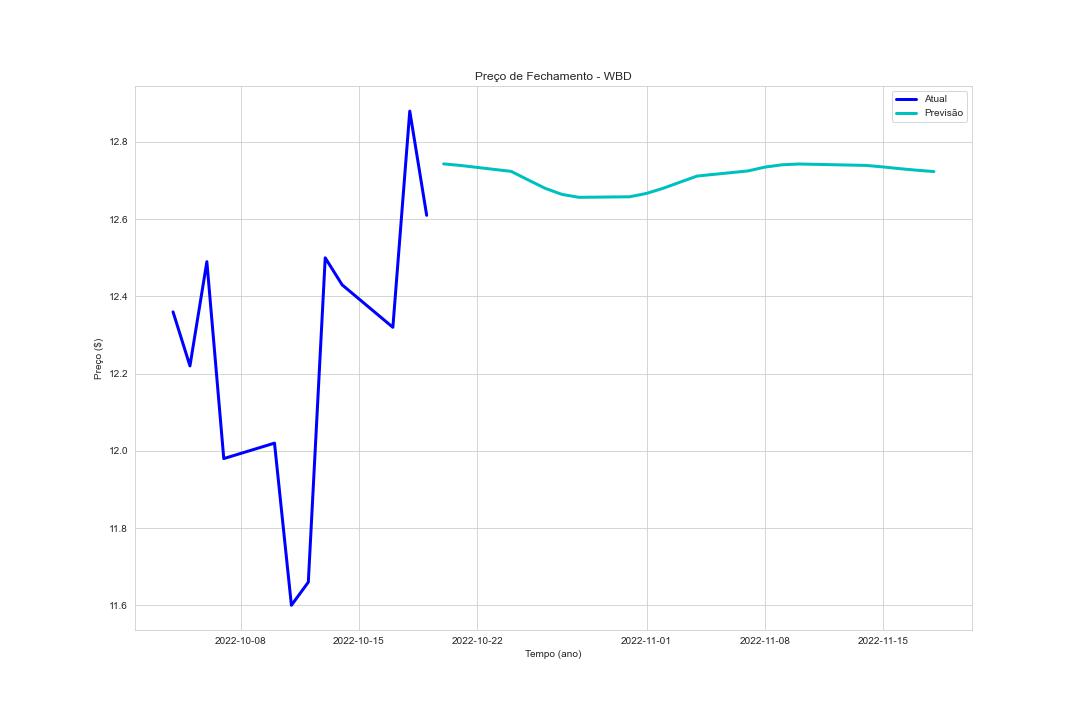 Preço de Fechamento - WBD
Atual
Previsão
12.8
12.6
12.4
12.2
12.0
11.8
11.6
Preço ($)
2022-10-08
2022-10-15
2022-10-22
2022-11-01
2022-11-08
2022-11-15
Tempo (ano)